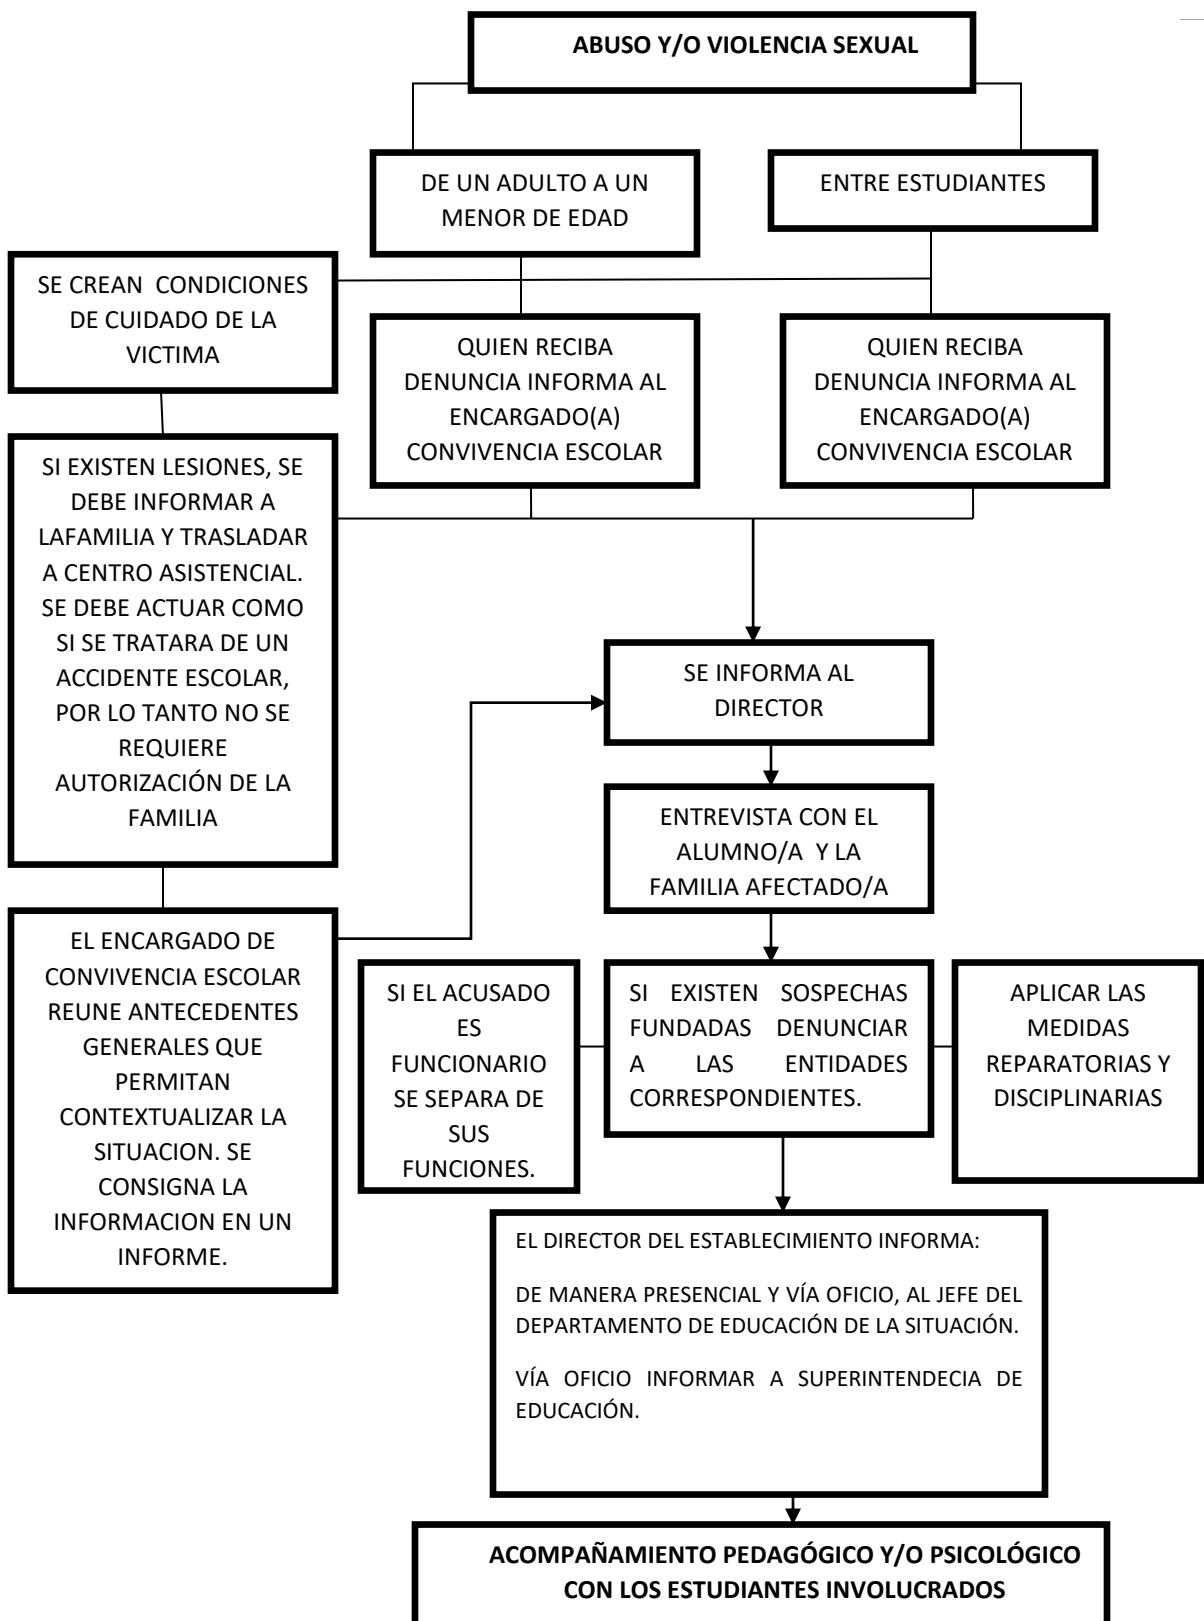 ABUSO Y/O VIOLENCIA SEXUAL
DE UN ADULTO A UN
MENOR DE EDAD
ENTRE ESTUDIANTES
SE CREAN CONDICIONES
DE CUIDADO DE LA
VICTIMA
QUIEN RECIBA
DENUNCIA INFORMA AL
ENCARGADO(A)
CONVIVENCIA ESCOLAR
QUIEN RECIBA
DENUNCIA INFORMA AL
ENCARGADO(A)
CONVIVENCIA ESCOLAR
SI EXISTEN LESIONES, SE
DEBE INFORMAR A
LAFAMILIA Y TRASLADAR
A CENTRO ASISTENCIAL.
SE DEBE ACTUAR COMO
SI SE TRATARA DE UN
ACCIDENTE ESCOLAR,
POR LO TANTO NO SE
REQUIERE
AUTORIZACIÓN DE LA
FAMILIA
SE INFORMA AL
DIRECTOR
ENTREVISTA CON EL
ALUMNO/A Y LA
FAMILIA AFECTADO/A
EL ENCARGADO DE
CONVIVENCIA ESCOLAR
REUNE ANTECEDENTES
GENERALES QUE
PERMITAN
CONTEXTUALIZAR LA
SITUACION. SE
CONSIGNA LA
INFORMACION EN UN
INFORME.
SI EL ACUSADO
ES
FUNCIONARIO
SE SEPARA DE
SUS
FUNCIONES.
SI EXISTEN SOSPECHAS
FUNDADAS DENUNCIAR
A LAS ENTIDADES
CORRESPONDIENTES.
APLICAR LAS
MEDIDAS
REPARATORIAS Y
DISCIPLINARIAS
EL DIRECTOR DEL ESTABLECIMIENTO INFORMA:
DE MANERA PRESENCIAL Y VÍA OFICIO, AL JEFE DEL
DEPARTAMENTO DE EDUCACIÓN DE LA SITUACIÓN.
VÍA OFICIO INFORMAR A SUPERINTENDECIA DE
EDUCACIÓN.
ACOMPAÑAMIENTO PEDAGÓGICO Y/O PSICOLÓGICO
CON LOS ESTUDIANTES INVOLUCRADOS